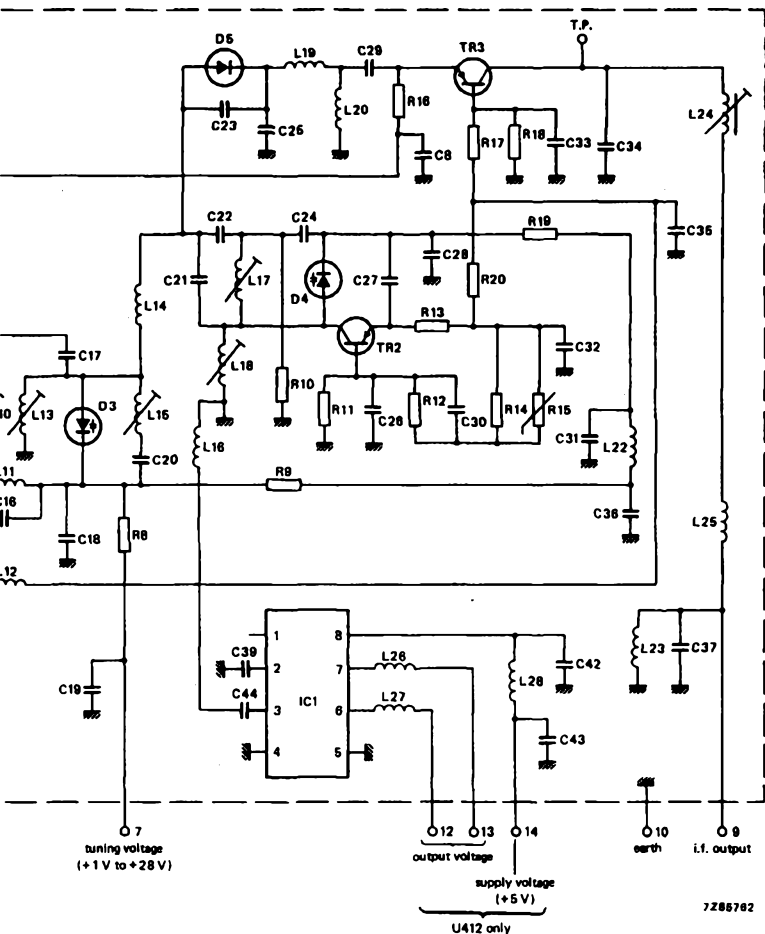 T.P.
D5
L19
C29
TR3
C23
C25
L20
R16
C8
R17
R18
C33
C34
L24
C22
C24
R19
C35
C21
L17
D4
C27
C28
R20
L14
R13
TR2
C32
C17
L18
R10
L13
D3
L15
R11
C26
R12
C30
R14
R15
L16
C31
L22
C20
L11
R9
C16
C18
R8
C36
L25
L12
1
8
C39
L26
2
7
C42
L23
C37
C44
IC1
L27
L28
3
6
C19
4
5
C43
7
12
13
14
10
9
tuning voltage
(+1 V to +28 V)
output voltage
earth
i.f. output
supply voltage
(+5 V)
U412 only
7Z85762